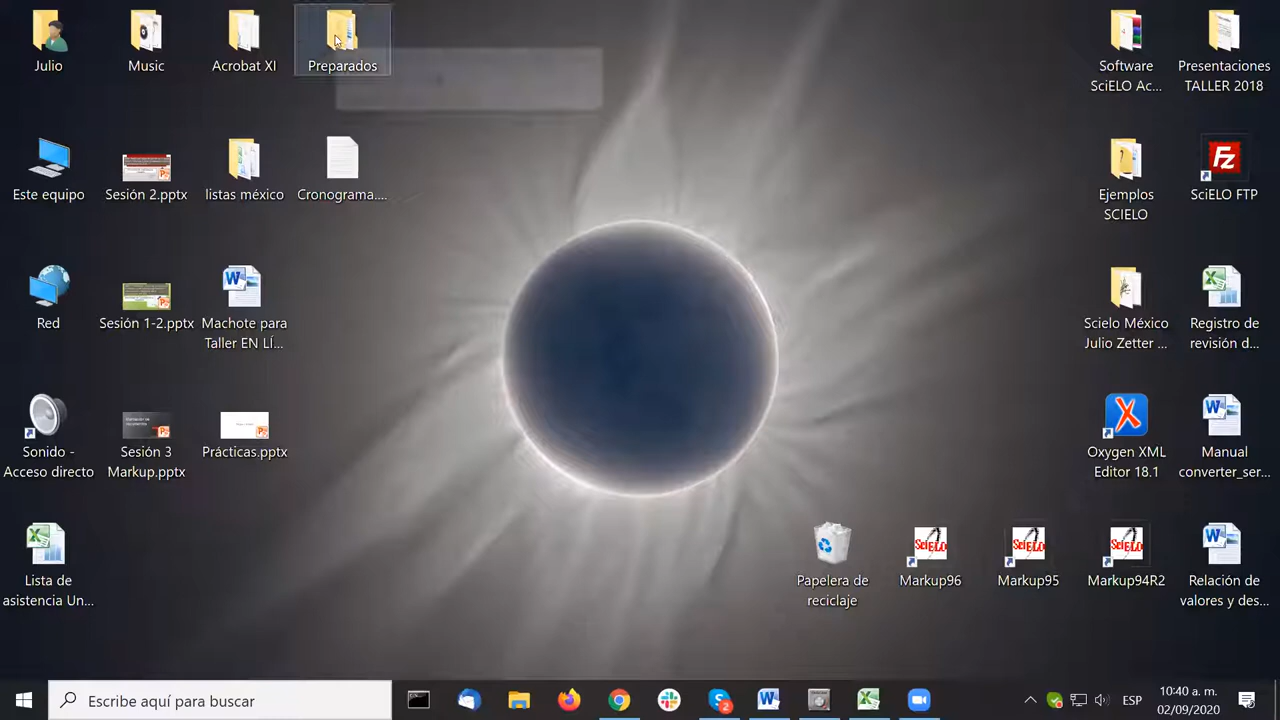 Julio
Music
Acrobat XI
Preparados
Software
SciELO Ac...
Presentaciones
TALLER 2018
Este equipo
Sesión 2.pptx
listas méxico
Cronograma....
Ejemplos
SCIELO
SciELO FTP
Red
Sesión 1-2.pptx
Machote para
Taller EN LÍ...
Scielo México
Julio Zetter ...
Registro de
revisión d...
Sonido -
Acceso directo
Sesión 3
Markup.pptx
Prácticas.pptx
Oxygen XML
Editor 18.1
Manual
converter_ser...
Lista de
asistencia Un...
Papelera de
reciclaje
Markup96
Markup95
Markup94R2
Relación de
valores y des...
Escribe aquí para buscar
2
ESP
10:40 p. m.
02/09/2020